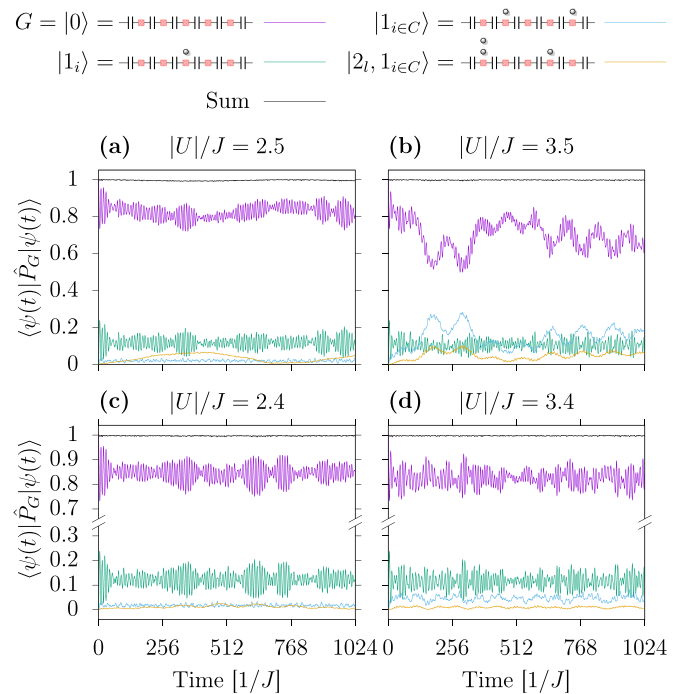 G = |0⟩ =
|1_{i∈C}⟩ =
|1_i⟩ =
|2_l, 1_{i∈C}⟩ =
Sum
(a) |U|/J = 2.5
(b) |U|/J = 3.5
⟨ψ(t)|P̂_G|ψ(t)⟩
1
0.8
0.6
0.4
0.2
0
(c) |U|/J = 2.4
(d) |U|/J = 3.4
⟨ψ(t)|P̂_G|ψ(t)⟩
1
0.9
0.8
0.7
0.3
0.2
0.1
0
0 256 512 768 1024
0 256 512 768 1024
Time [1/J]
Time [1/J]